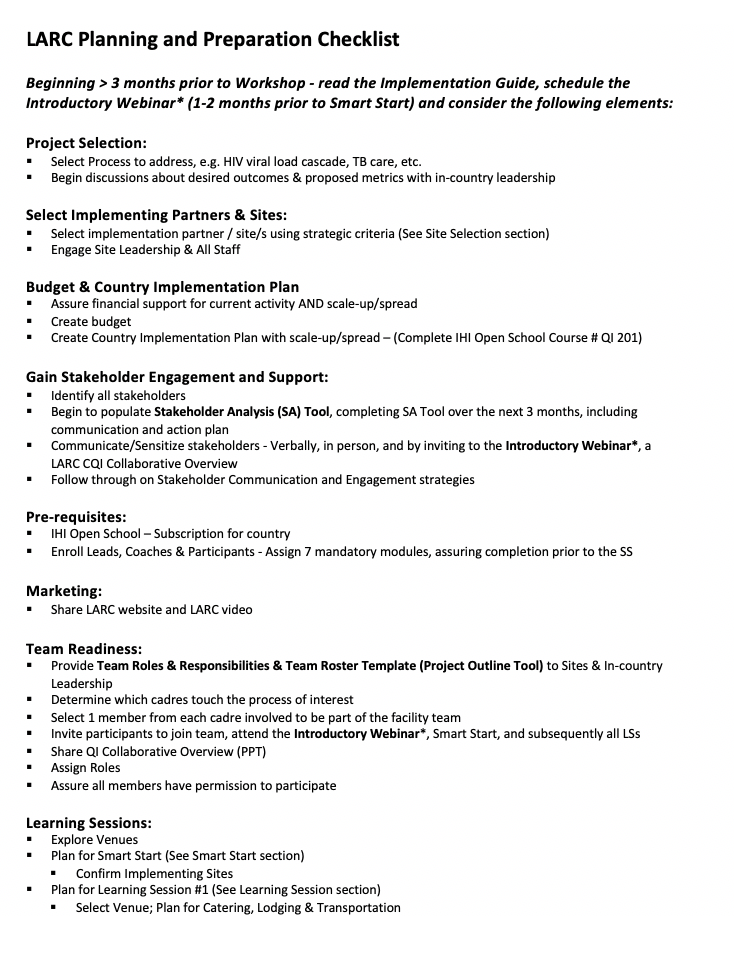 LARC Planning and Preparation Checklist
Beginning > 3 months prior to Workshop - read the Implementation Guide, schedule the
Introductory Webinar* (1-2 months prior to Smart Start) and consider the following elements:
Project Selection:
▪ Select Process to address, e.g. HIV viral load cascade, TB care, etc.
▪ Begin discussions about desired outcomes & proposed metrics with in-country leadership
Select Implementing Partners & Sites:
▪ Select implementation partner / site/s using strategic criteria (See Site Selection section)
▪ Engage Site Leadership & All Staff
Budget & Country Implementation Plan
▪ Assure financial support for current activity AND scale-up/spread
▪ Create budget
▪ Create Country Implementation Plan with scale-up/spread – (Complete IHI Open School Course # QI 201)
Gain Stakeholder Engagement and Support:
▪ Identify all stakeholders
▪ Begin to populate Stakeholder Analysis (SA) Tool, completing SA Tool over the next 3 months, including
communication and action plan
▪ Communicate/Sensitize stakeholders - Verbally, in person, and by inviting to the Introductory Webinar*, a
LARC CQI Collaborative Overview
▪ Follow through on Stakeholder Communication and Engagement strategies
Pre-requisites:
▪ IHI Open School – Subscription for country
▪ Enroll Leads, Coaches & Participants - Assign 7 mandatory modules, assuring completion prior to the SS
Marketing:
▪ Share LARC website and LARC video
Team Readiness:
▪ Provide Team Roles & Responsibilities & Team Roster Template (Project Outline Tool) to Sites & In-country
Leadership
▪ Determine which cadres touch the process of interest
▪ Select 1 member from each cadre involved to be part of the facility team
▪ Invite participants to join team, attend the Introductory Webinar*, Smart Start, and subsequently all LSs
▪ Share QI Collaborative Overview (PPT)
▪ Assign Roles
▪ Assure all members have permission to participate
Learning Sessions:
▪ Explore Venues
▪ Plan for Smart Start (See Smart Start section)
▪ Confirm Implementing Sites
▪ Plan for Learning Session #1 (See Learning Session section)
▪ Select Venue; Plan for Catering, Lodging & Transportation